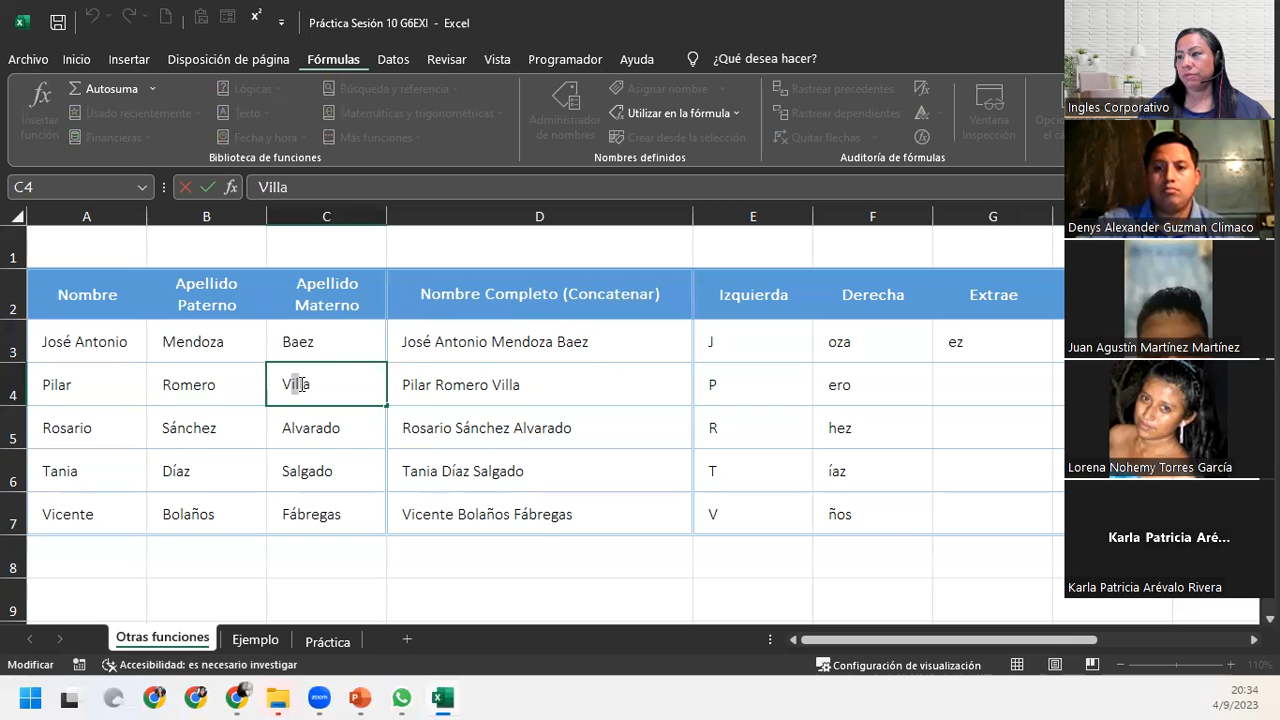 Práctica Sesión 10 G6EXI - Excel
Archivo Inicio Insertar Disposición de página Fórmulas Datos Vista Programador Ayuda ¿Qué desea hacer?
fx Insertar función
Autosuma
Usado recientemente
Financieras
Lógicas
Texto
Fecha y hora
Búsqueda y referencia
Más funciones
Biblioteca de funciones
Administrador de nombres
Asignar nombre
Utilizar en la fórmula
Crear desde la selección
Nombres definidos
Rastrear precedentes
Rastrear dependientes
Quitar flechas
Auditoría de fórmulas
Ventana Inspección
C4 fx Villa
A B C D E F G
1
2 Nombre Apellido Paterno Apellido Materno Nombre Completo (Concatenar) Izquierda Derecha Extrae
3 José Antonio Mendoza Baez José Antonio Mendoza Baez J oza ez
4 Pilar Romero Villa Pilar Romero Villa P ero
5 Rosario Sánchez Alvarado Rosario Sánchez Alvarado R hez
6 Tania Díaz Salgado Tania Díaz Salgado T íaz
7 Vicente Bolaños Fábregas Vicente Bolaños Fábregas V ños
8
9
Otras funciones Ejemplo Práctica
Modificar Accesibilidad: es necesario investigar Configuración de visualización 110%
zoom
20:34
4/9/2023
Ingles Corporativo
Denys Alexander Guzman Climaco
Juan Agustín Martínez Martínez
Lorena Nohemy Torres García
Karla Patricia Aré...
Karla Patricia Arévalo Rivera